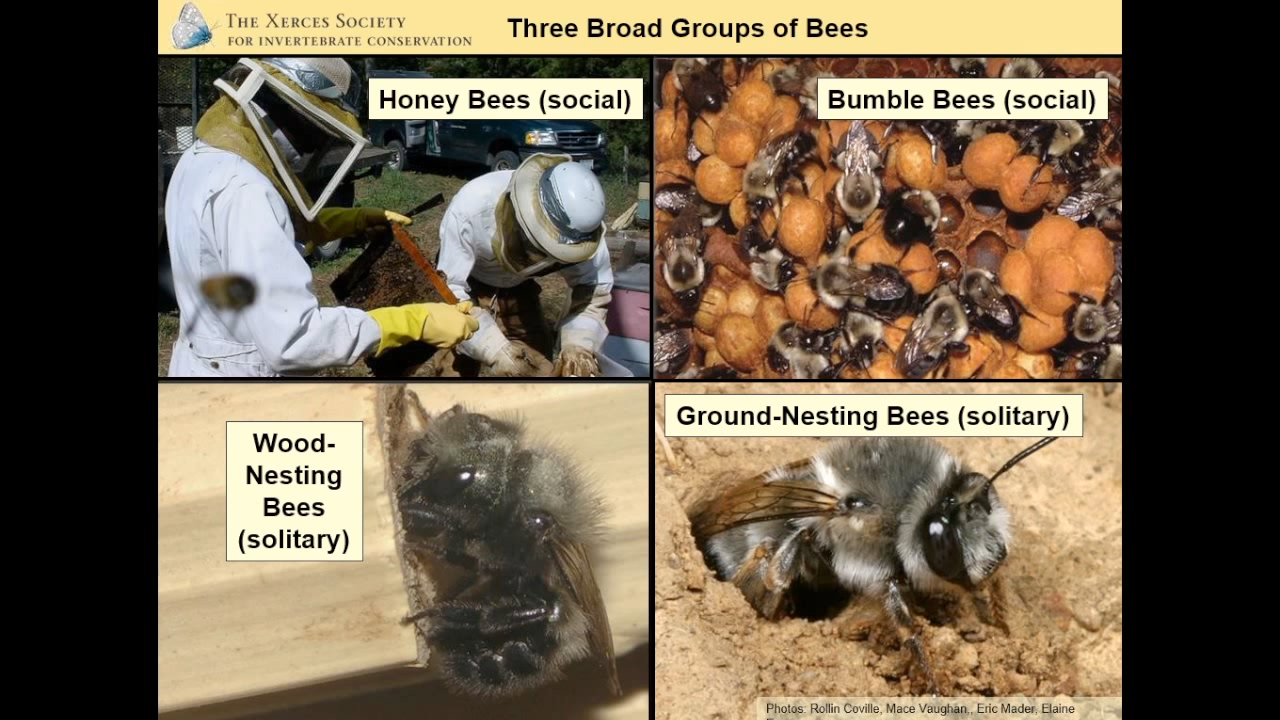 THE XERCES SOCIETY
FOR INVERTEBRATE CONSERVATION
Three Broad Groups of Bees
Honey Bees (social)
Bumble Bees (social)
Wood-
Nesting
Bees
(solitary)
Ground-Nesting Bees (solitary)
Photos: Rollin Coville, Mace Vaughan,, Eric Mader, Elaine